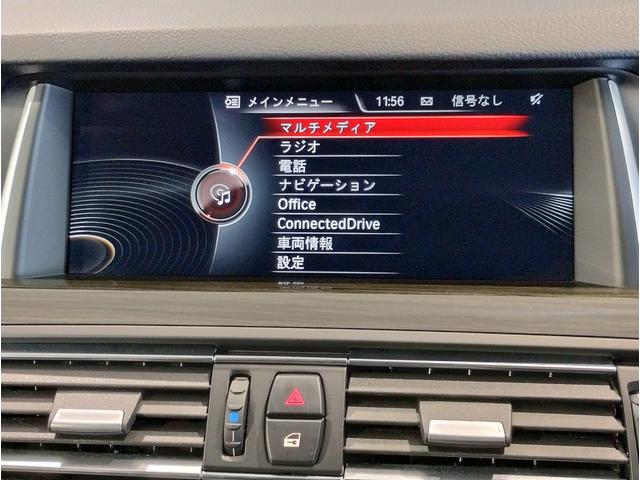 メインメニュー 11:56 信号なし
マルチメディア
ラジオ
電話
ナビゲーション
Office
ConnectedDrive
車両情報
設定